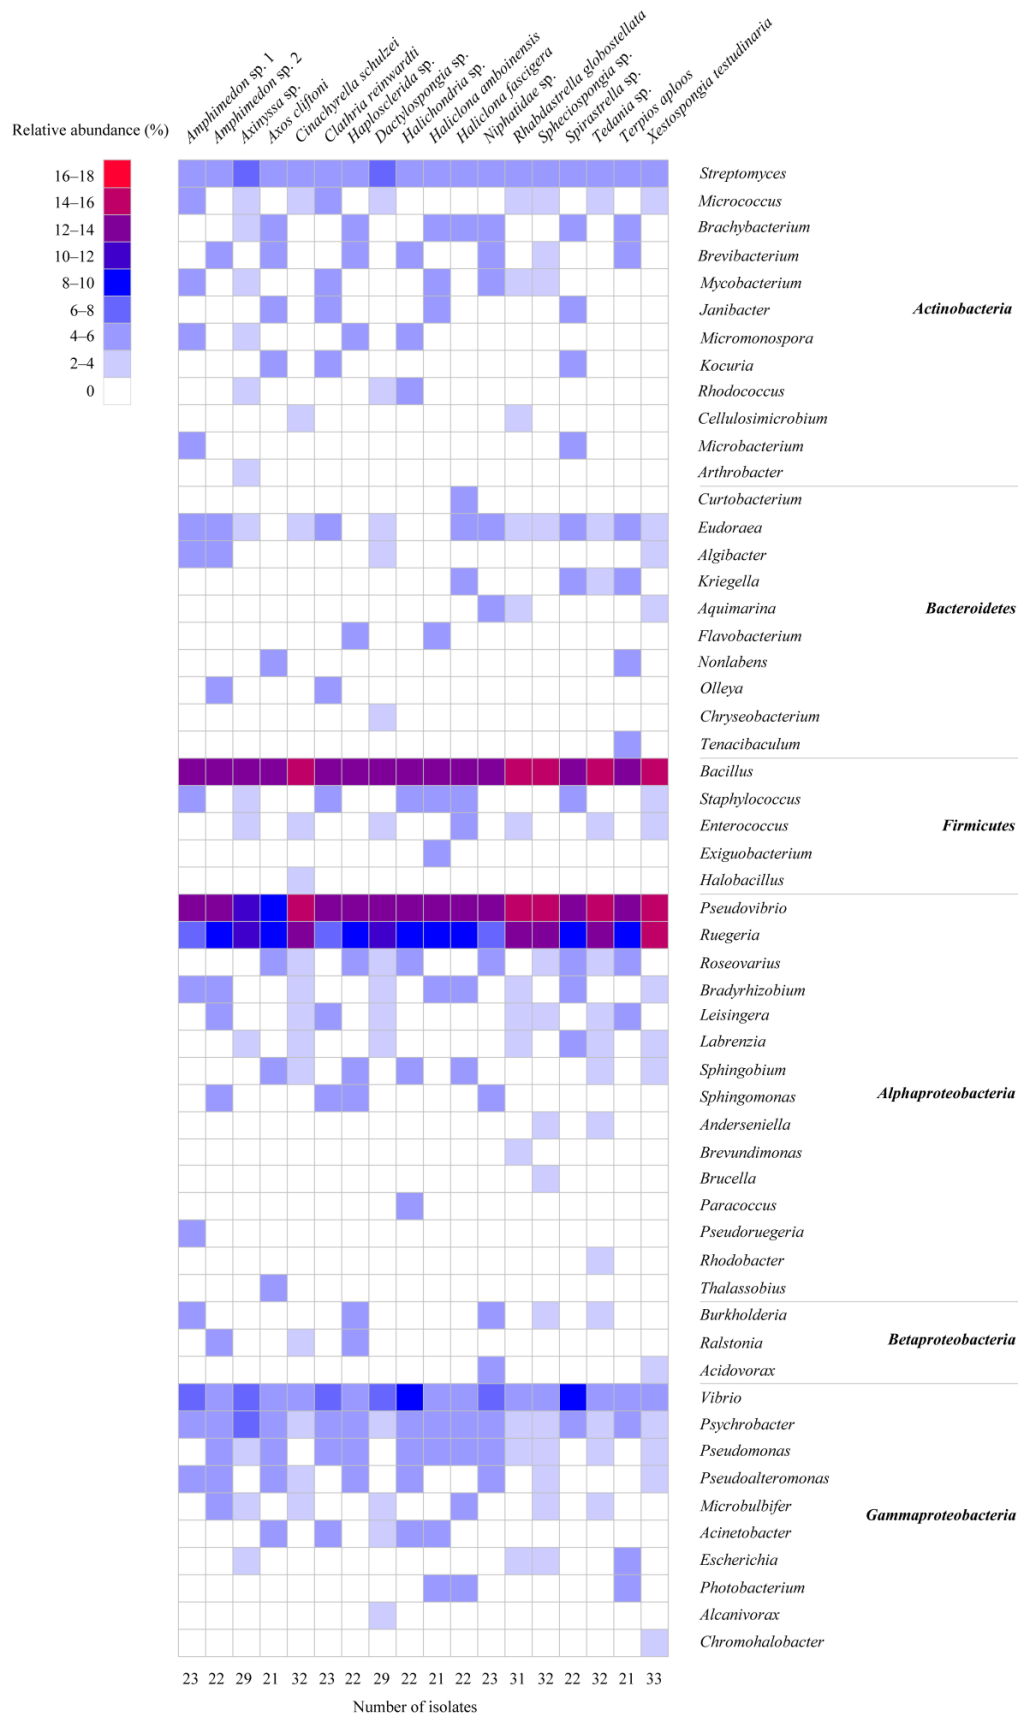 Amphimedon sp. 1
Amphimedon sp. 2
Axinyssa sp.
Axos cliftoni
Cinachyrella schulzei
Clathria reinwardti
Haplosclerida sp.
Dactylospongia sp.
Halichondria sp.
Haliclona amboinensis
Haliclona fascigera
Niphatidae sp.
Rhabdastrella globostellata
Spheciospongia sp.
Spirastrella sp.
Tedania sp.
Terpios aploos
Xestospongia testudinaria
Relative abundance (%)
16–18
14–16
12–14
10–12
8–10
6–8
4–6
2–4
0
Streptomyces
Micrococcus
Brachybacterium
Brevibacterium
Mycobacterium
Janibacter
Actinobacteria
Micromonospora
Kocuria
Rhodococcus
Cellulosimicrobium
Microbacterium
Arthrobacter
Curtobacterium
Eudoraea
Algibacter
Kriegella
Aquimarina
Bacteroidetes
Flavobacterium
Nonlabens
Olleya
Chryseobacterium
Tenacibaculum
Bacillus
Staphylococcus
Enterococcus
Firmicutes
Exiguobacterium
Halobacillus
Pseudovibrio
Ruegeria
Roseovarius
Bradyrhizobium
Leisingera
Labrenzia
Sphingobium
Sphingomonas
Alphaproteobacteria
Anderseniella
Brevundimonas
Brucella
Paracoccus
Pseudoruegeria
Rhodobacter
Thalassobius
Burkholderia
Ralstonia
Betaproteobacteria
Acidovorax
Vibrio
Psychrobacter
Pseudomonas
Pseudoalteromonas
Microbulbifer
Gammaproteobacteria
Acinetobacter
Escherichia
Photobacterium
Alcanivorax
Chromohalobacter
23 22 29 21 32 23 22 29 22 21 22 23 31 32 22 32 21 33
Number of isolates